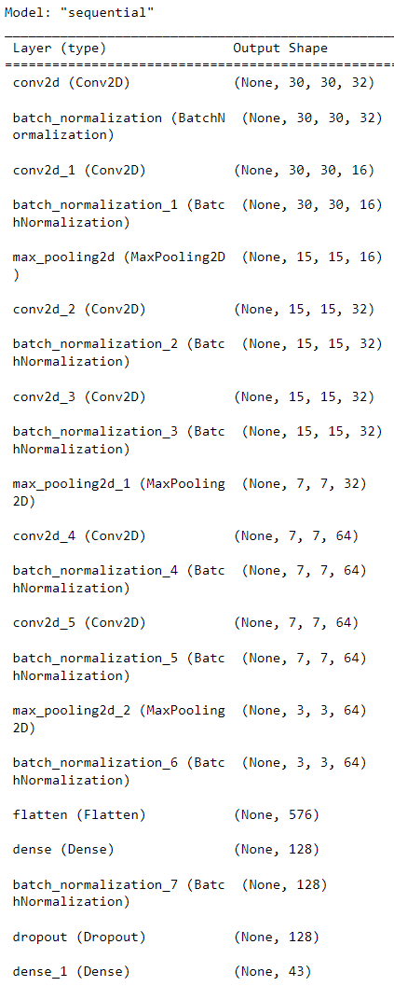 Model: "sequential"
Layer (type) Output Shape
conv2d (Conv2D) (None, 30, 30, 32)
batch_normalization (BatchN (None, 30, 30, 32)
ormalization)
conv2d_1 (Conv2D) (None, 30, 30, 16)
batch_normalization_1 (Batc (None, 30, 30, 16)
hNormalization)
max_pooling2d (MaxPooling2D (None, 15, 15, 16)
)
conv2d_2 (Conv2D) (None, 15, 15, 32)
batch_normalization_2 (Batc (None, 15, 15, 32)
hNormalization)
conv2d_3 (Conv2D) (None, 15, 15, 32)
batch_normalization_3 (Batc (None, 15, 15, 32)
hNormalization)
max_pooling2d_1 (MaxPooling (None, 7, 7, 32)
2D)
conv2d_4 (Conv2D) (None, 7, 7, 64)
batch_normalization_4 (Batc (None, 7, 7, 64)
hNormalization)
conv2d_5 (Conv2D) (None, 7, 7, 64)
batch_normalization_5 (Batc (None, 7, 7, 64)
hNormalization)
max_pooling2d_2 (MaxPooling (None, 3, 3, 64)
2D)
batch_normalization_6 (Batc (None, 3, 3, 64)
hNormalization)
flatten (Flatten) (None, 576)
dense (Dense) (None, 128)
batch_normalization_7 (Batc (None, 128)
hNormalization)
dropout (Dropout) (None, 128)
dense_1 (Dense) (None, 43)